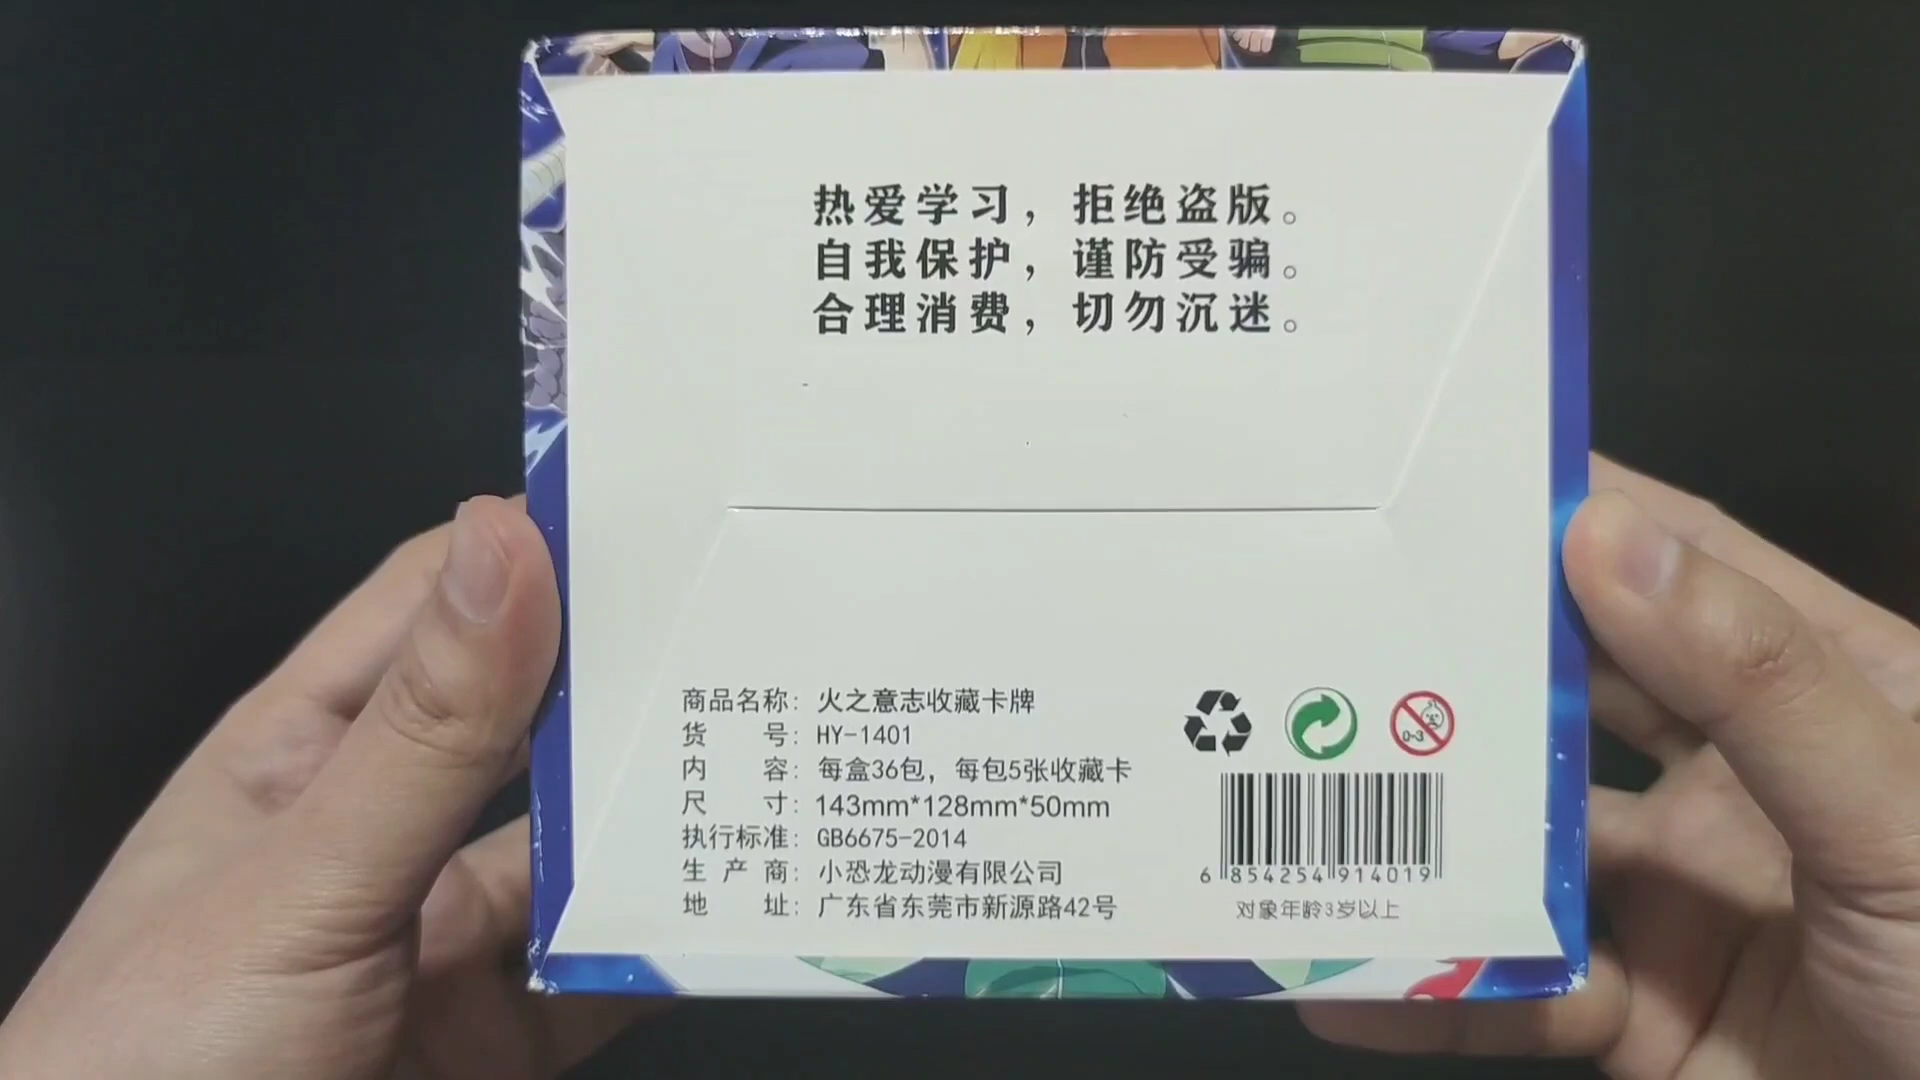 热爱学习，拒绝盗版。
自我保护，谨防受骗。
合理消费，切勿沉迷。
商品名称：火之意志收藏卡牌
货 号：HY-1401
内 容：每盒36包，每包5张收藏卡
尺 寸：143mm*128mm*50mm
执行标准：GB6675-2014
生 产 商：小恐龙动漫有限公司
地 址：广东省东莞市新源路42号
0-3
6 854254 914019
对象年龄3岁以上